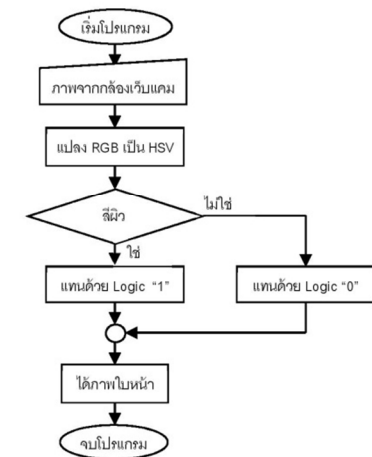 เริ่มโปรแกรม
ภาพจากกล้องเว็บแคม
แปลง RGB เป็น HSV
สีผิว
ไม่ใช่
ใช่
แทนด้วย Logic “1”
แทนด้วย Logic “0”
ได้ภาพใบหน้า
จบโปรแกรม